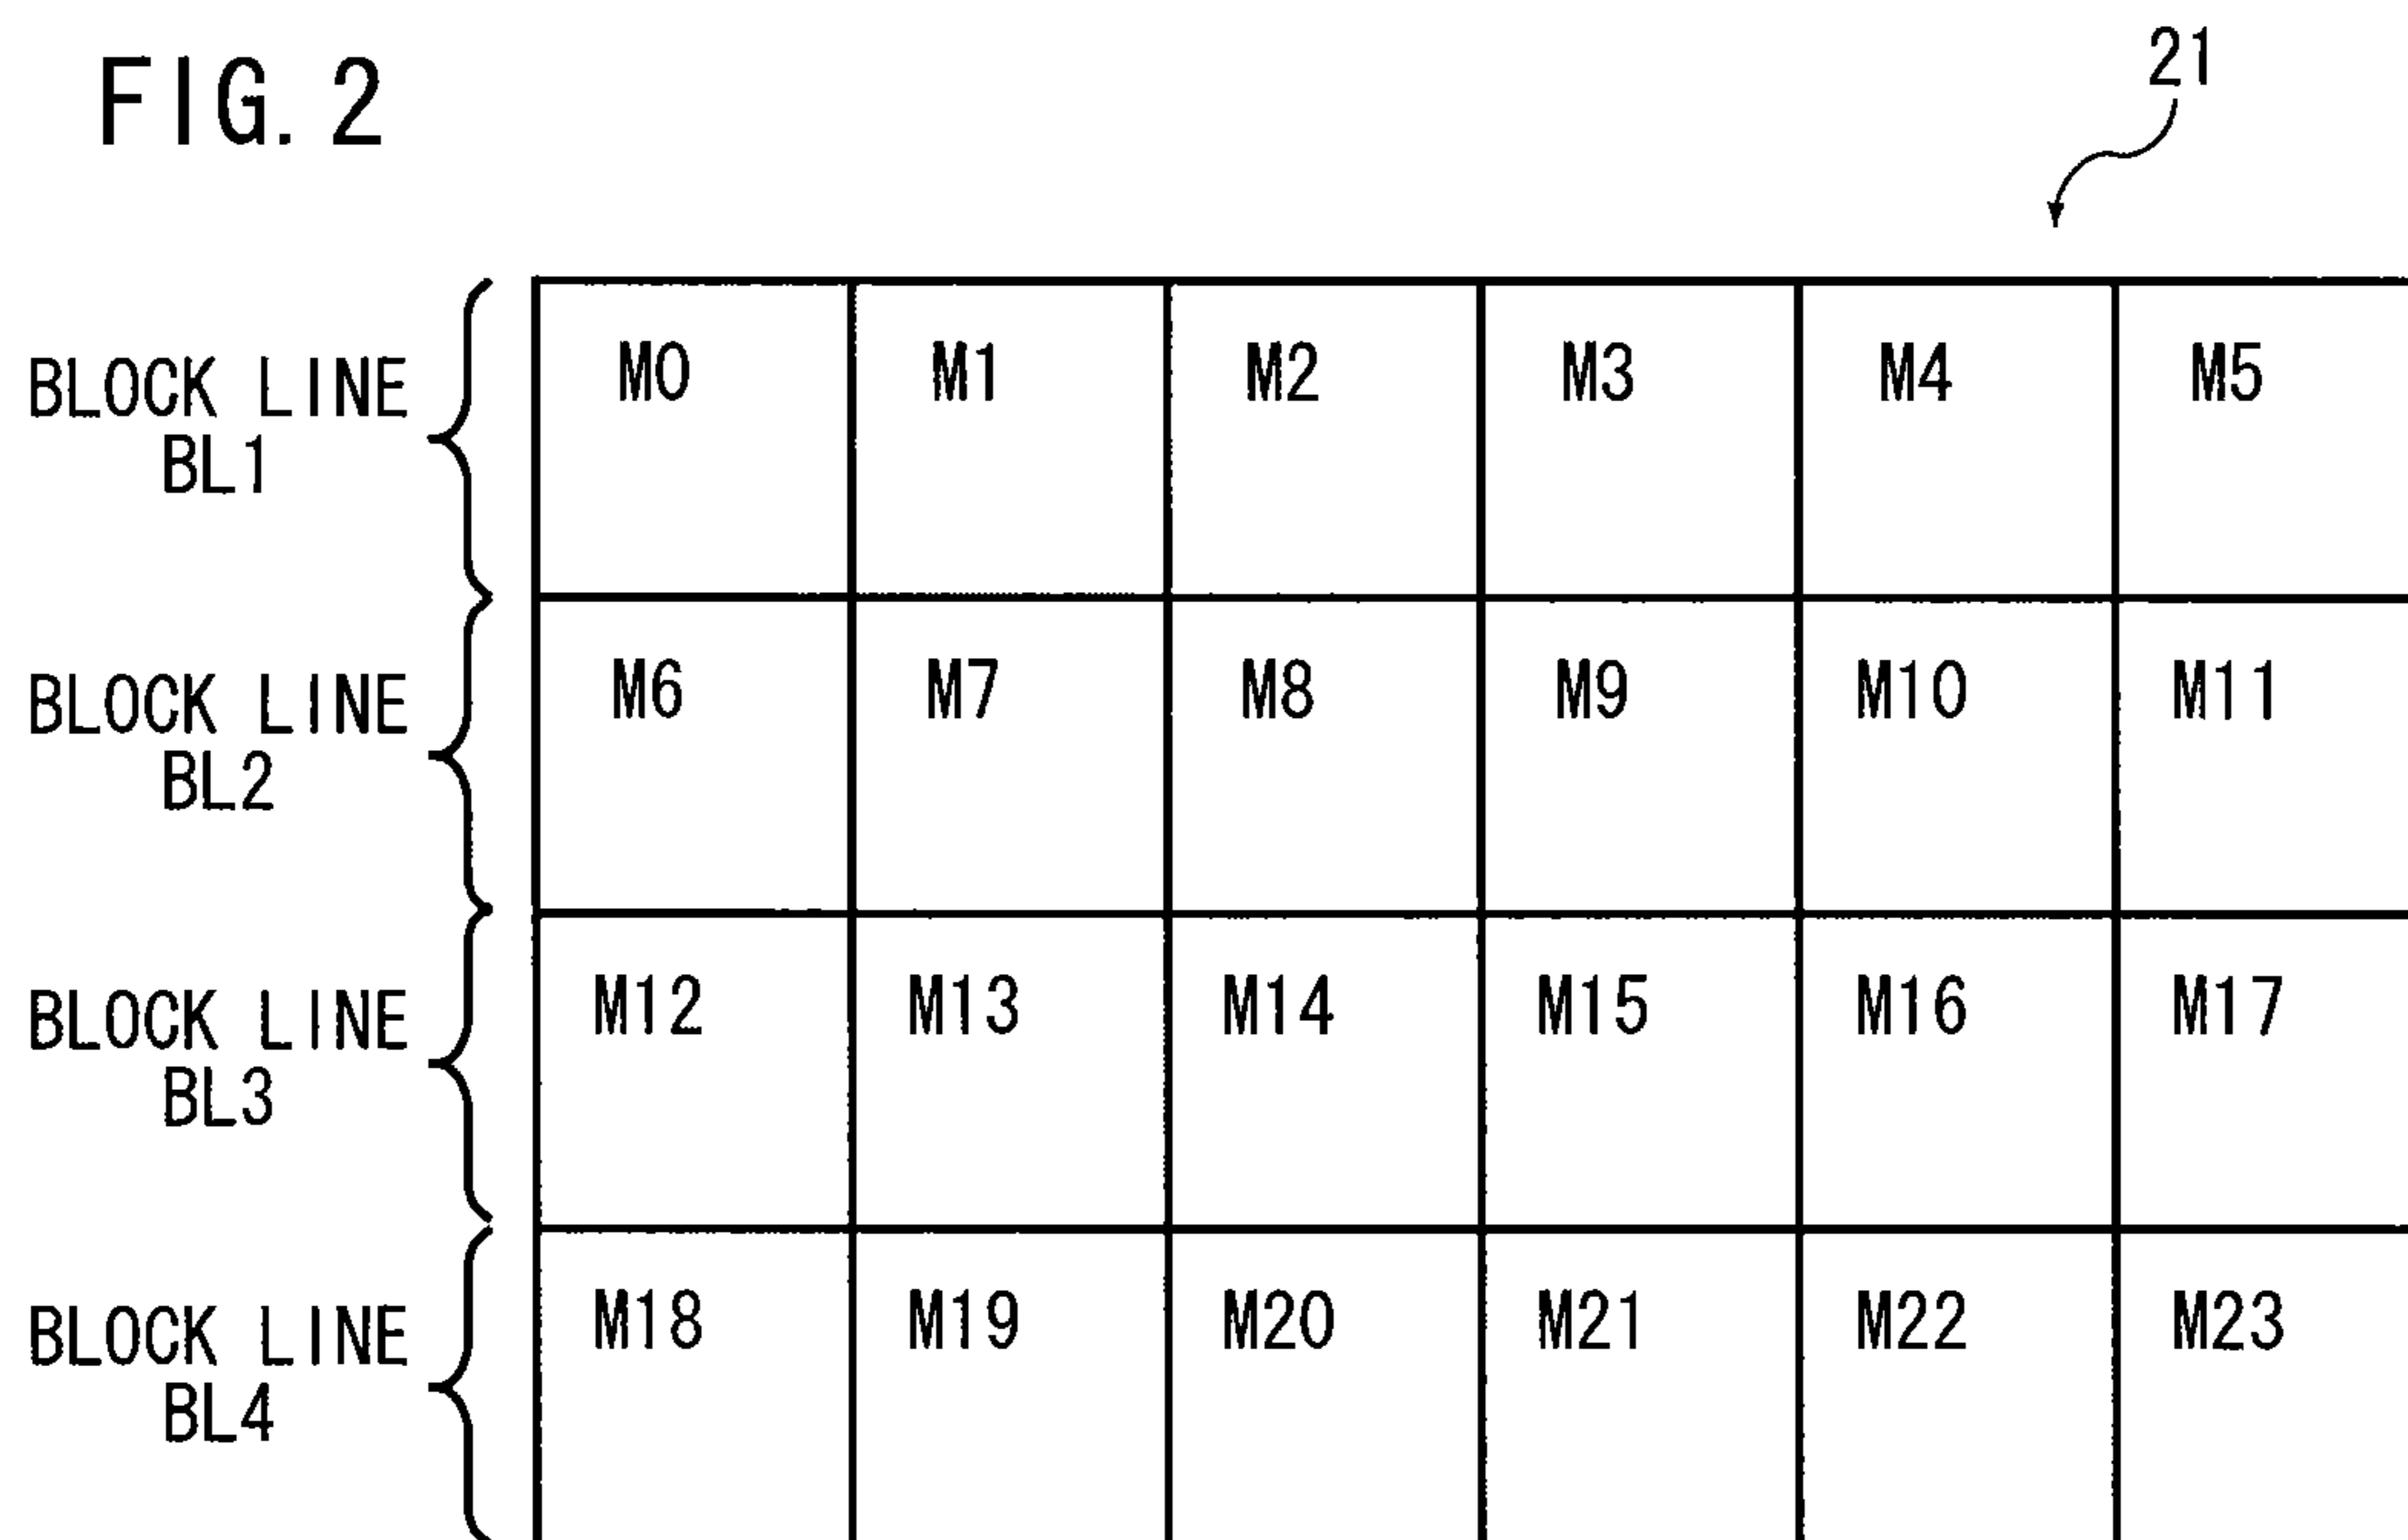 FIG. 2
21
BLOCK LINE
BL1
M0 M1 M2 M3 M4 M5
BLOCK LINE
BL2
M6 M7 M8 M9 M10 M11
BLOCK LINE
BL3
M12 M13 M14 M15 M16 M17
BLOCK LINE
BL4
M18 M19 M20 M21 M22 M23